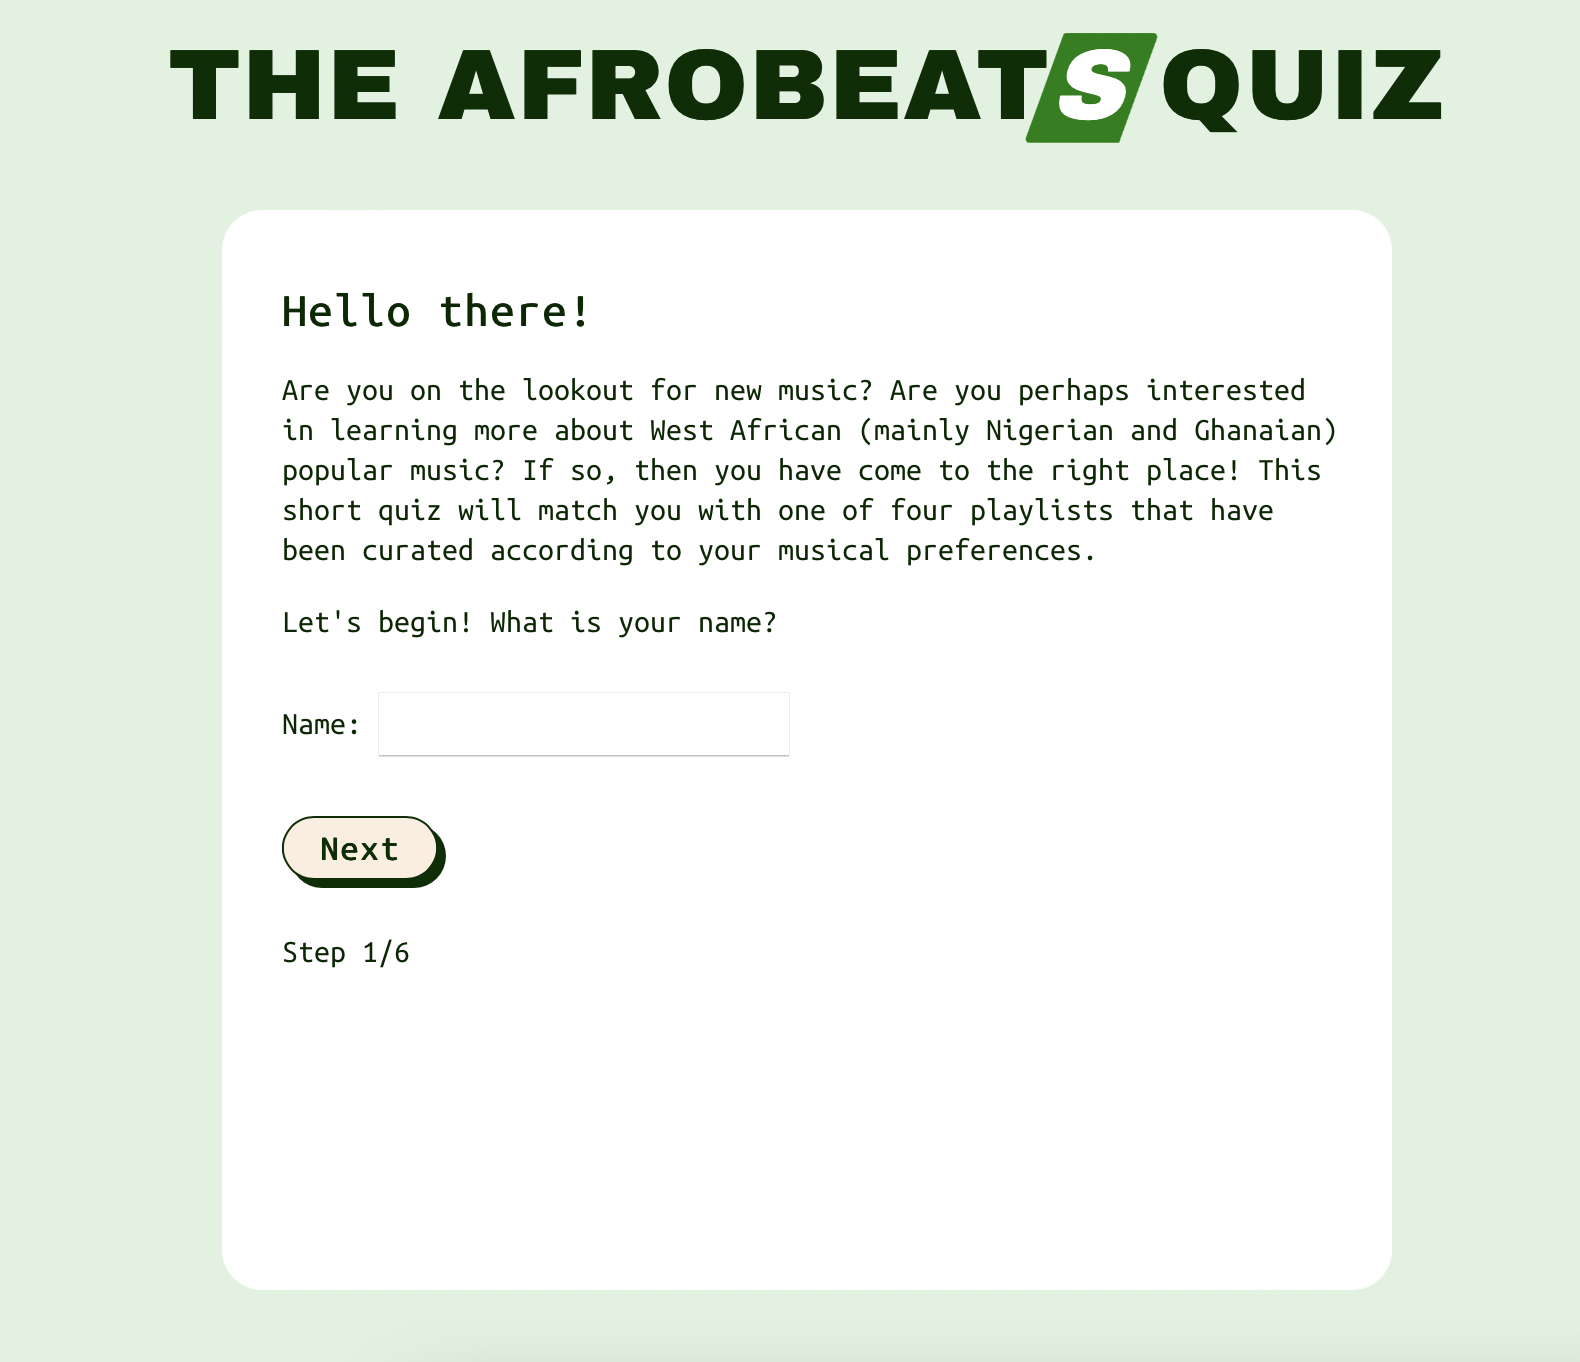 THE AFROBEATS QUIZ
Hello there!
Are you on the lookout for new music? Are you perhaps interested
in learning more about West African (mainly Nigerian and Ghanaian)
popular music? If so, then you have come to the right place! This
short quiz will match you with one of four playlists that have
been curated according to your musical preferences.
Let's begin! What is your name?
Name:
Next
Step 1/6